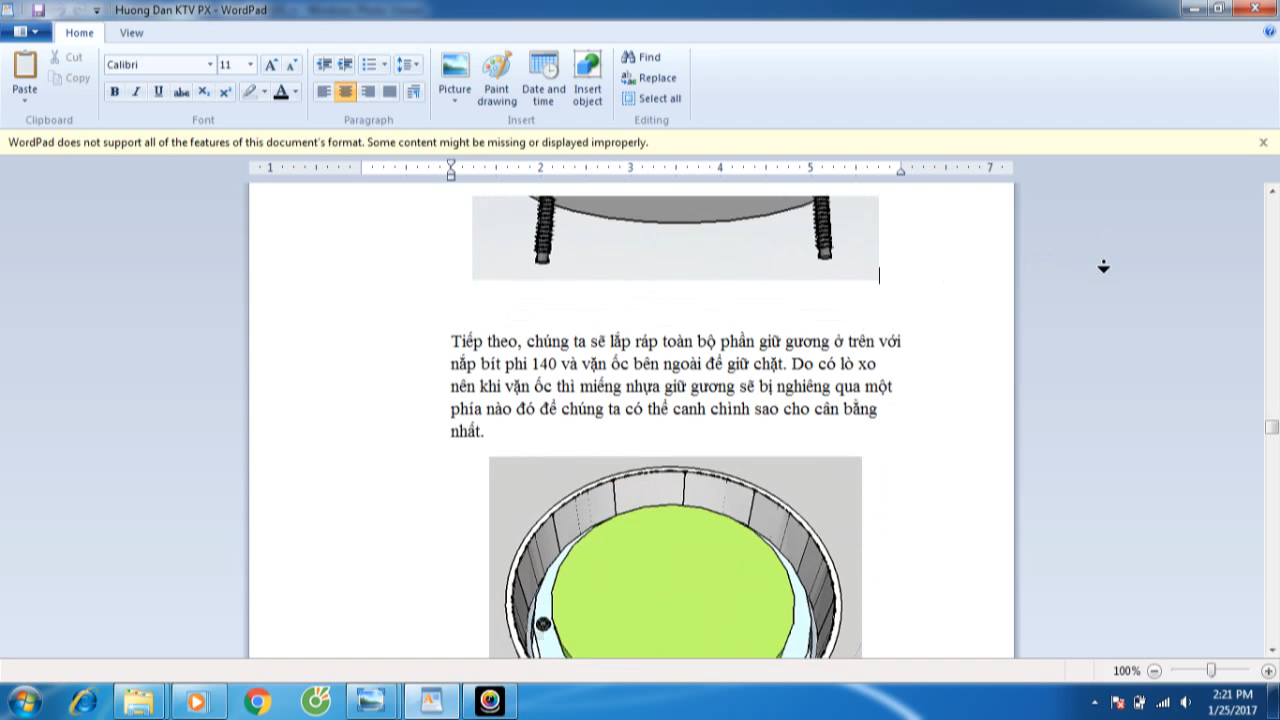 Huong Dan KTV PX - WordPad
Home View
Cut
Copy
Paste
Clipboard
Calibri 11
Font
Paragraph
Picture
Paint drawing
Date and time
Insert object
Insert
Find
Replace
Select all
Editing
WordPad does not support all of the features of this document's format. Some content might be missing or displayed improperly.
1 2 3 4 5 7
Tiếp theo, chúng ta sẽ lắp ráp toàn bộ phần giữ gương ở trên với
nắp bít phi 140 và vặn ốc bên ngoài để giữ chặt. Do có lò xo
nên khi vặn ốc thì miếng nhựa giữ gương sẽ bị nghiêng qua một
phía nào đó để chúng ta có thể canh chỉnh sao cho cân bằng
nhất.
100%
2:21 PM
1/25/2017